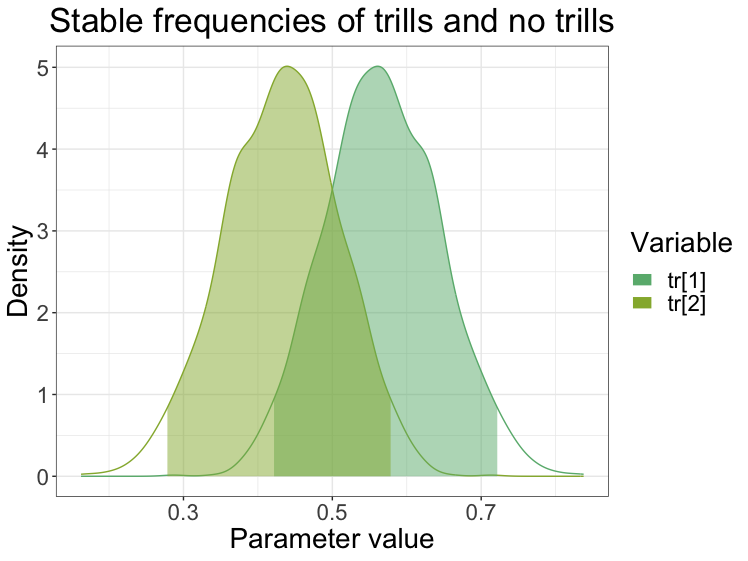 Stable frequencies of trills and no trills
5
4
3
2
1
0
Density
0.3 0.5 0.7
Parameter value
Variable
tr[1]
tr[2]